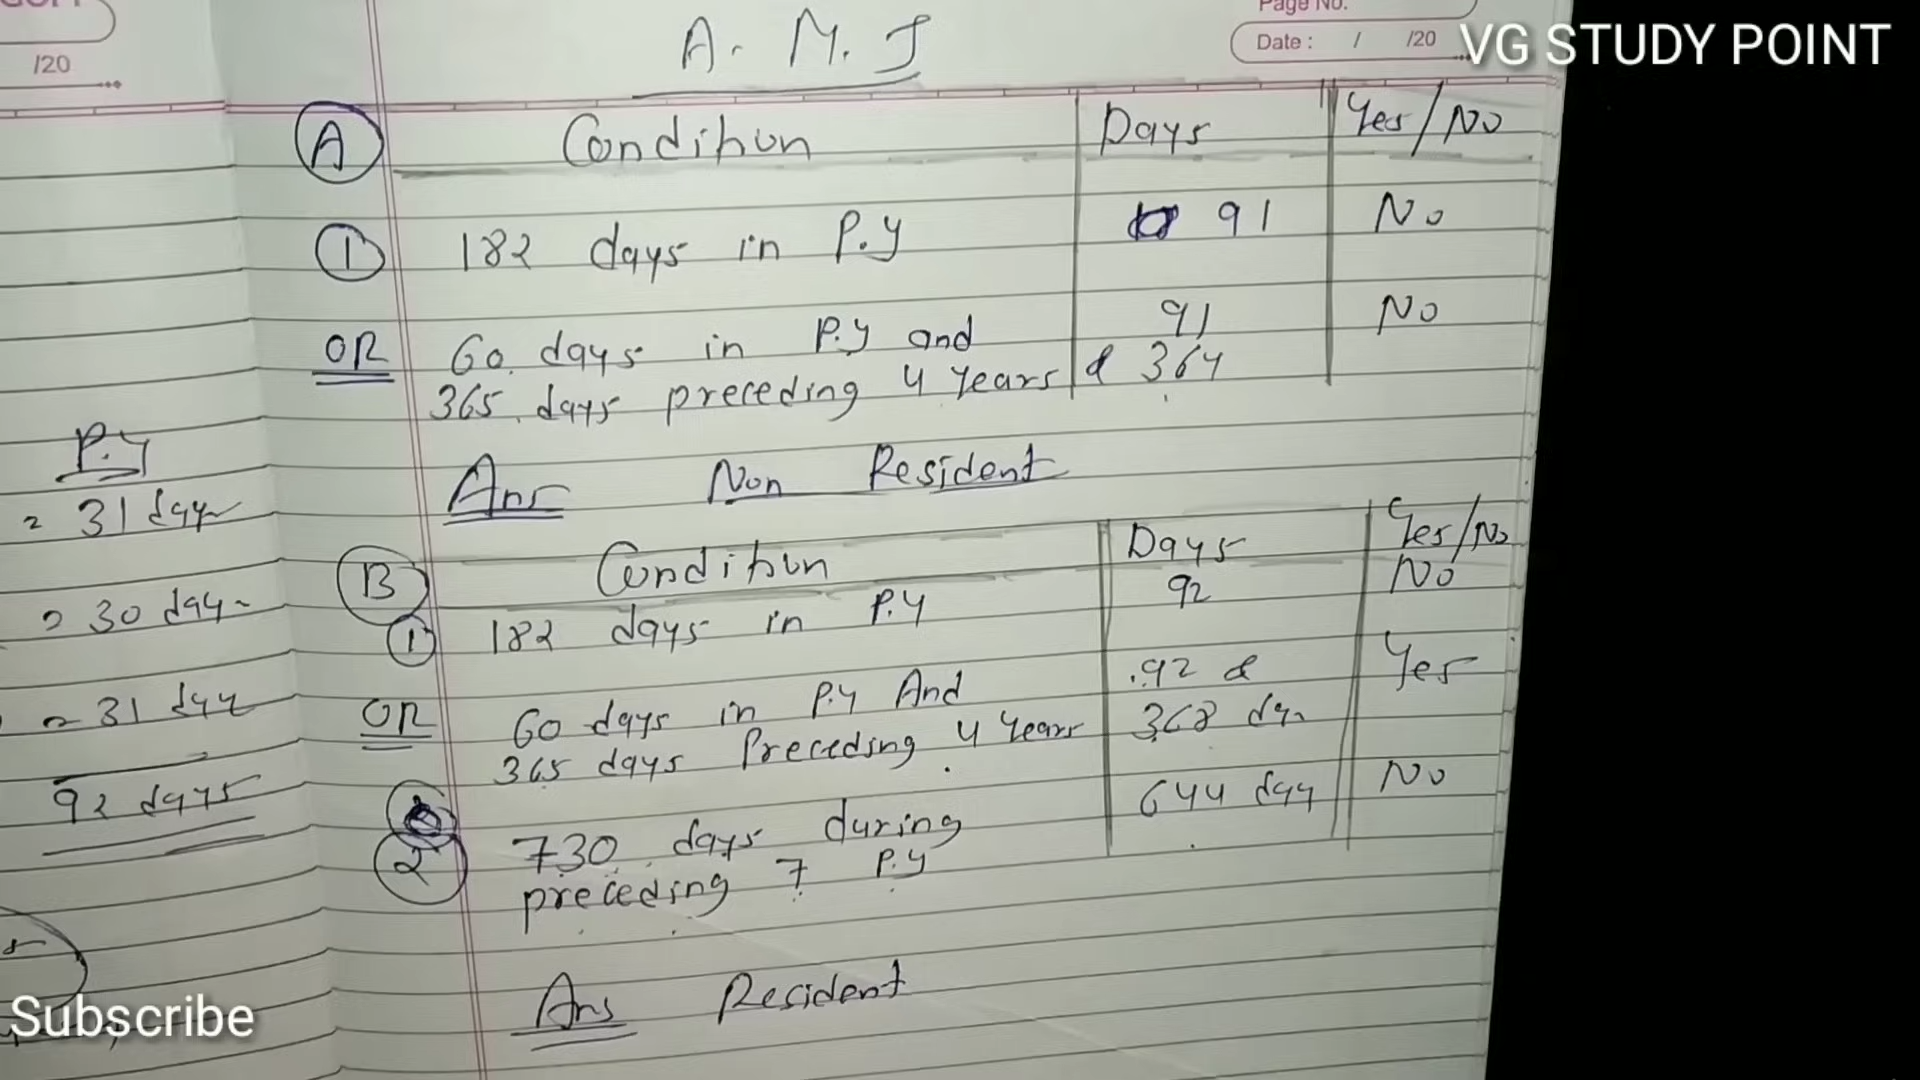 Page No.
Date : / /20
VG STUDY POINT
/20
A. M. J
A Condition Days Yes/No
1 182 days in P.Y 91 No
OR 60 days in P.Y and 91 No
365 days preceding 4 years & 364
Ans Non Resident
P.Y
= 31 days
= 30 days
= 31 days
92 days
B Condition Days Yes/No
1 182 days in P.Y 92 No
OR 60 days in P.Y And 92 & Yes
365 days Preceding 4 Years 368 days
2 730 days during 644 days No
preceding 7 P.Y
Ans Resident
Subscribe